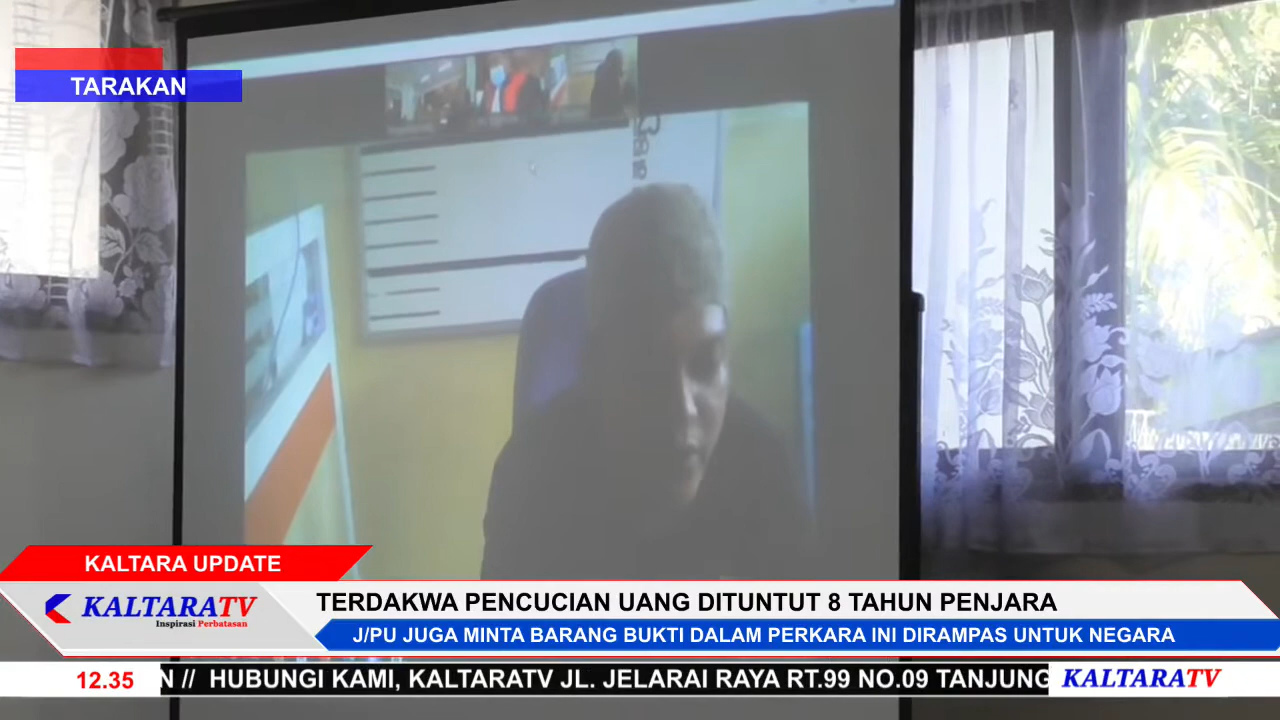 TARAKAN
KALTARA UPDATE
KALTARATV
Inspirasi Perbatasan
TERDAKWA PENCUCIAN UANG DITUNTUT 8 TAHUN PENJARA
J/PU JUGA MINTA BARANG BUKTI DALAM PERKARA INI DIRAMPAS UNTUK NEGARA
12.35
N // HUBUNGI KAMI, KALTARATV JL. JELARAI RAYA RT.99 NO.09 TANJUNG
KALTARATV